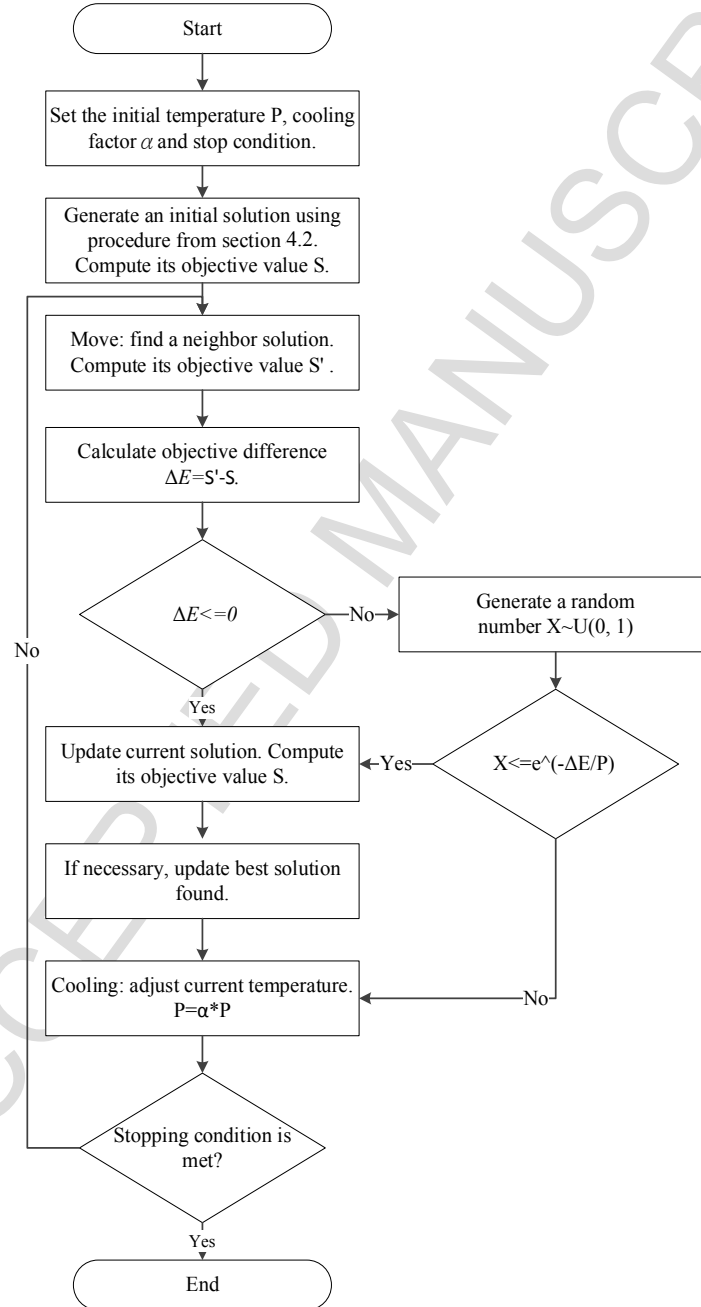 Start
Set the initial temperature P, cooling
factor α and stop condition.
Generate an initial solution using
procedure from section 4.2.
Compute its objective value S.
Move: find a neighbor solution.
Compute its objective value S' .
Calculate objective difference
ΔE=S'-S.
ΔE<=0
No
Generate a random
number X~U(0, 1)
No
Yes
Update current solution. Compute
its objective value S.
Yes
X<=e^(-ΔE/P)
If necessary, update best solution
found.
Cooling: adjust current temperature.
P=α*P
No
Stopping condition is
met?
Yes
End
CCEPTED MANUSCR